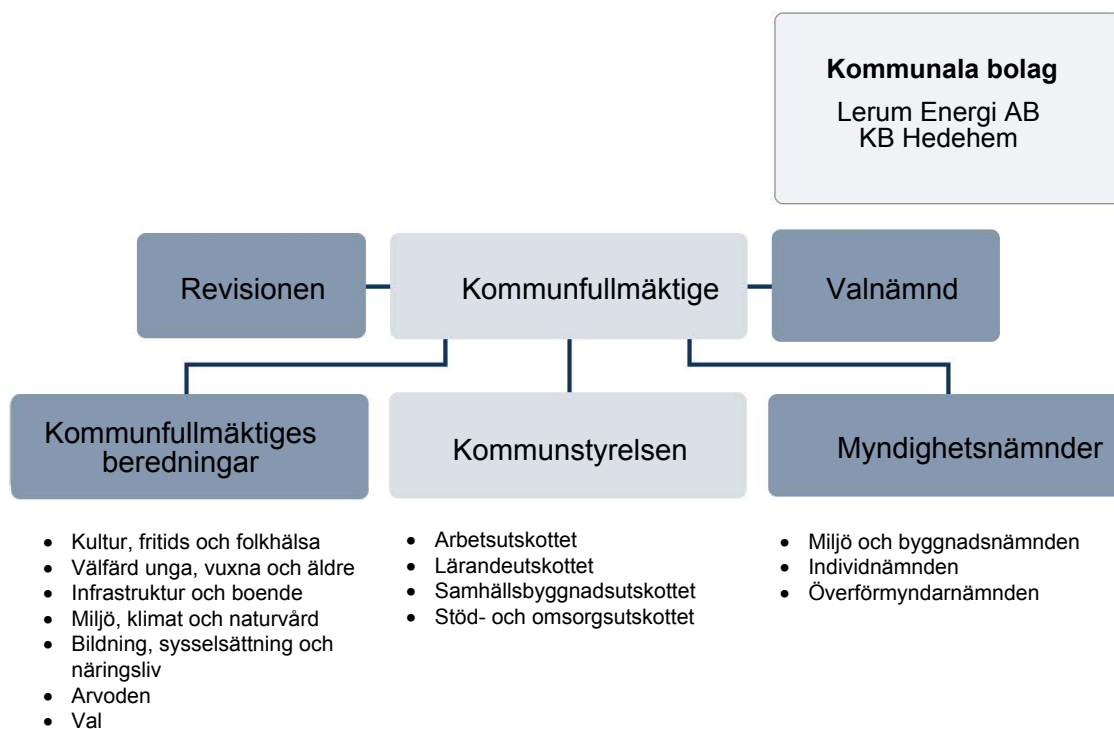 Kommunala bolag
Lerum Energi AB
KB Hedehem
Revisionen
Kommunfullmäktige
Valnämnd
Kommunfullmäktiges
beredningar
Kommunstyrelsen
Myndighetsnämnder
• Kultur, fritids och folkhälsa
• Välfärd unga, vuxna och äldre
• Infrastruktur och boende
• Miljö, klimat och naturvård
• Bildning, sysselsättning och
näringsliv
• Arvoden
• Val
• Arbetsutskottet
• Lärandeutskottet
• Samhällsbyggnadsutskottet
• Stöd- och omsorgsutskottet
• Miljö och byggnadsnämnden
• Individnämnden
• Överförmyndarnämnden